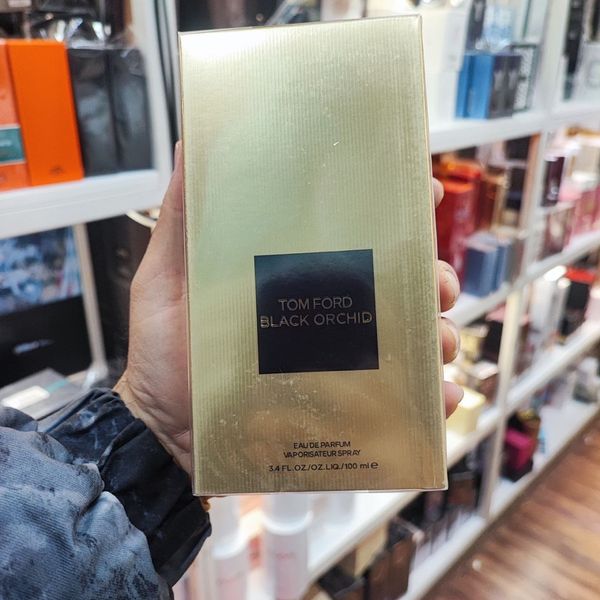 TOM FORD
BLACK ORCHID
EAU DE PARFUM
VAPORISATEUR SPRAY
3.4 FL.OZ./OZ.LIQ./100 ml e